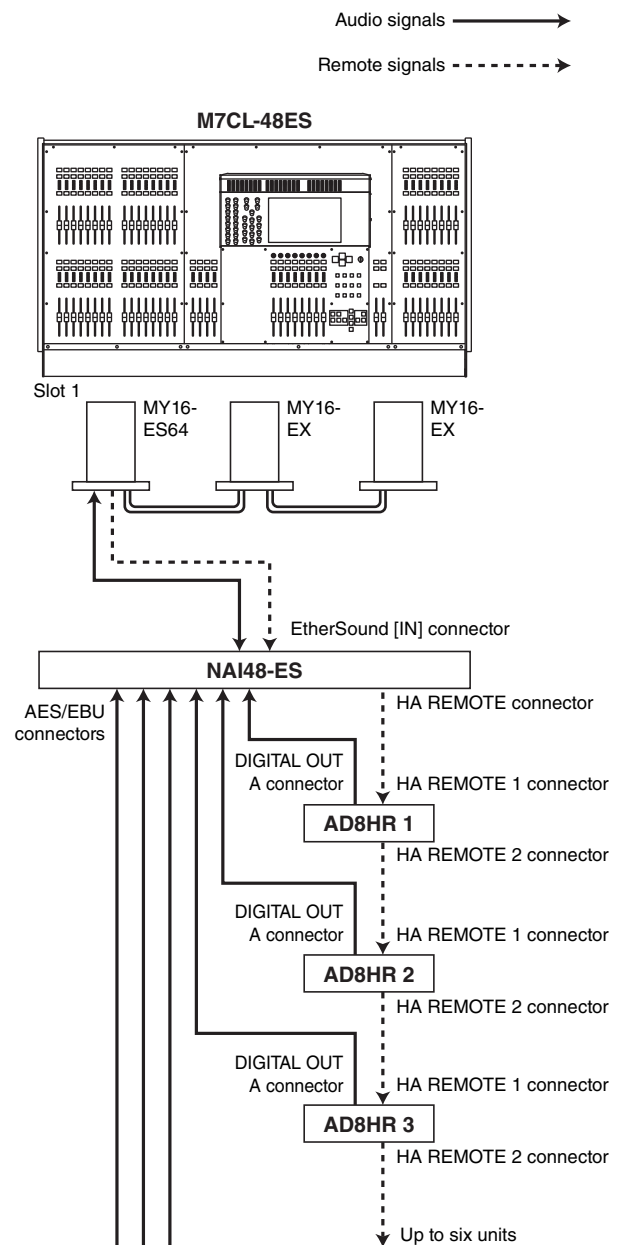 Audio signals
Remote signals
M7CL-48ES
Slot 1
MY16-
ES64
MY16-
EX
MY16-
EX
EtherSound [IN] connector
NAI48-ES
AES/EBU
connectors
HA REMOTE connector
DIGITAL OUT
A connector
HA REMOTE 1 connector
AD8HR 1
HA REMOTE 2 connector
DIGITAL OUT
A connector
HA REMOTE 1 connector
AD8HR 2
HA REMOTE 2 connector
DIGITAL OUT
A connector
HA REMOTE 1 connector
AD8HR 3
HA REMOTE 2 connector
Up to six units